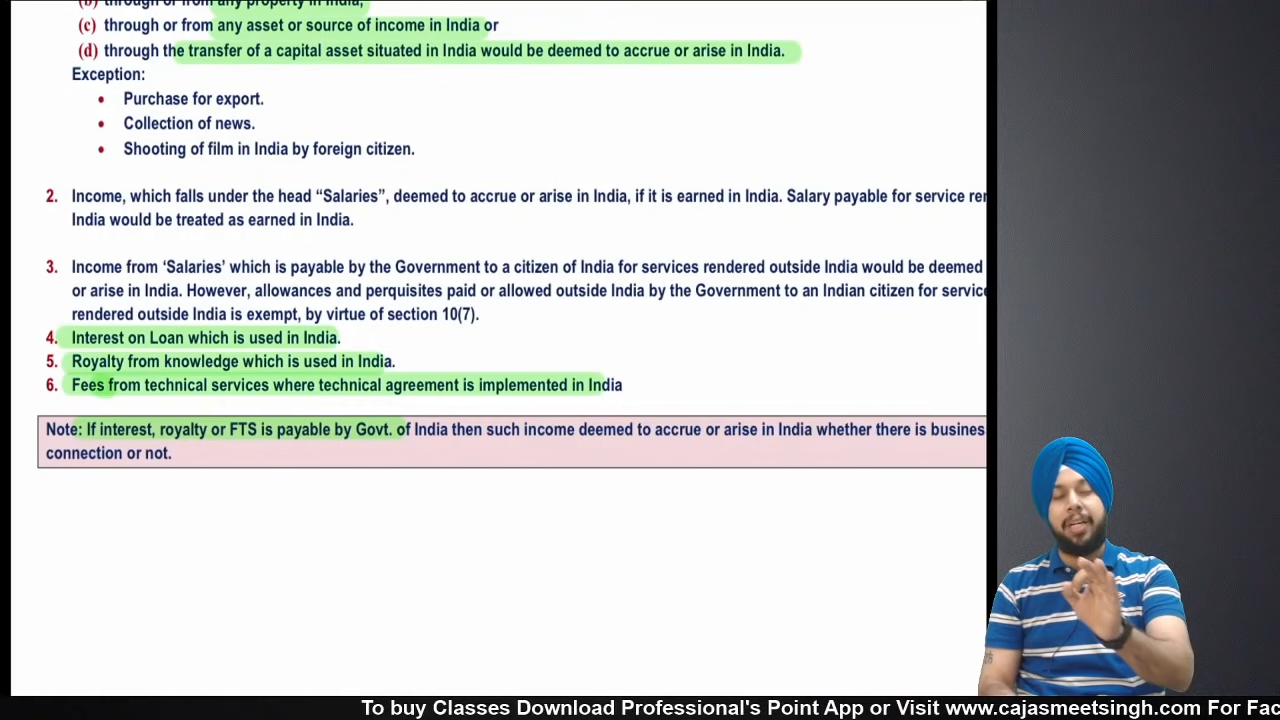 (b) through or from any property in India,
(c) through or from any asset or source of income in India or
(d) through the transfer of a capital asset situated in India would be deemed to accrue or arise in India.
Exception:
• Purchase for export.
• Collection of news.
• Shooting of film in India by foreign citizen.
2. Income, which falls under the head “Salaries”, deemed to accrue or arise in India, if it is earned in India. Salary payable for service
India would be treated as earned in India.
3. Income from ‘Salaries’ which is payable by the Government to a citizen of India for services rendered outside India would be deemed
or arise in India. However, allowances and perquisites paid or allowed outside India by the Government to an Indian citizen for
rendered outside India is exempt, by virtue of section 10(7).
4. Interest on Loan which is used in India.
5. Royalty from knowledge which is used in India.
6. Fees from technical services where technical agreement is implemented in India
Note: If interest, royalty or FTS is payable by Govt. of India then such income deemed to accrue or arise in India whether there is
connection or not.
To buy Classes Download Professional's Point App or Visit www.cajasmeetsingh.com For